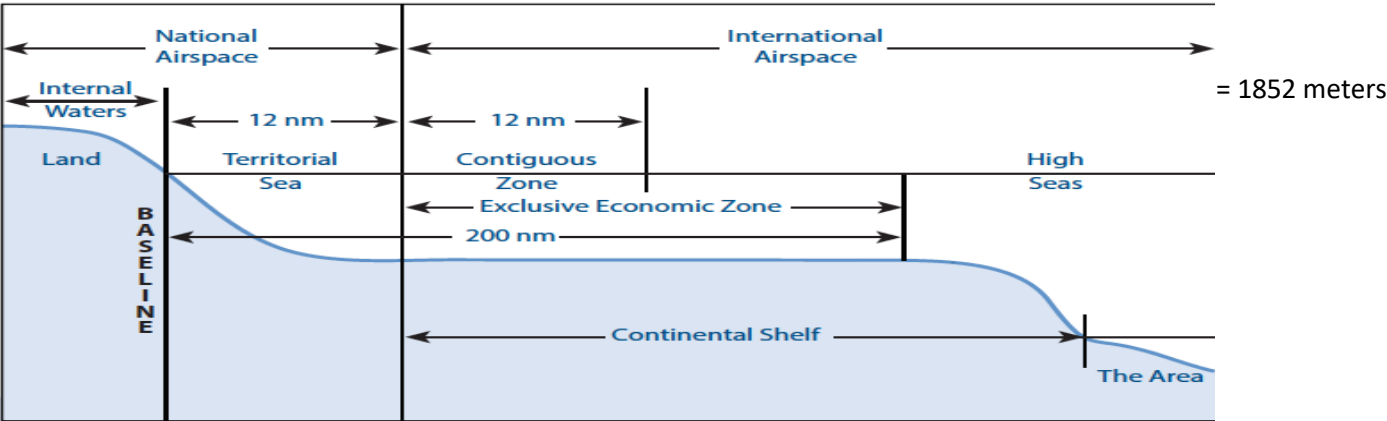 National
Airspace
International
Airspace
Internal
Waters
= 1852 meters
12 nm
12 nm
Land
Territorial
Sea
Contiguous
Zone
High
Seas
Exclusive Economic Zone
200 nm
BASELINE
Continental Shelf
The Area